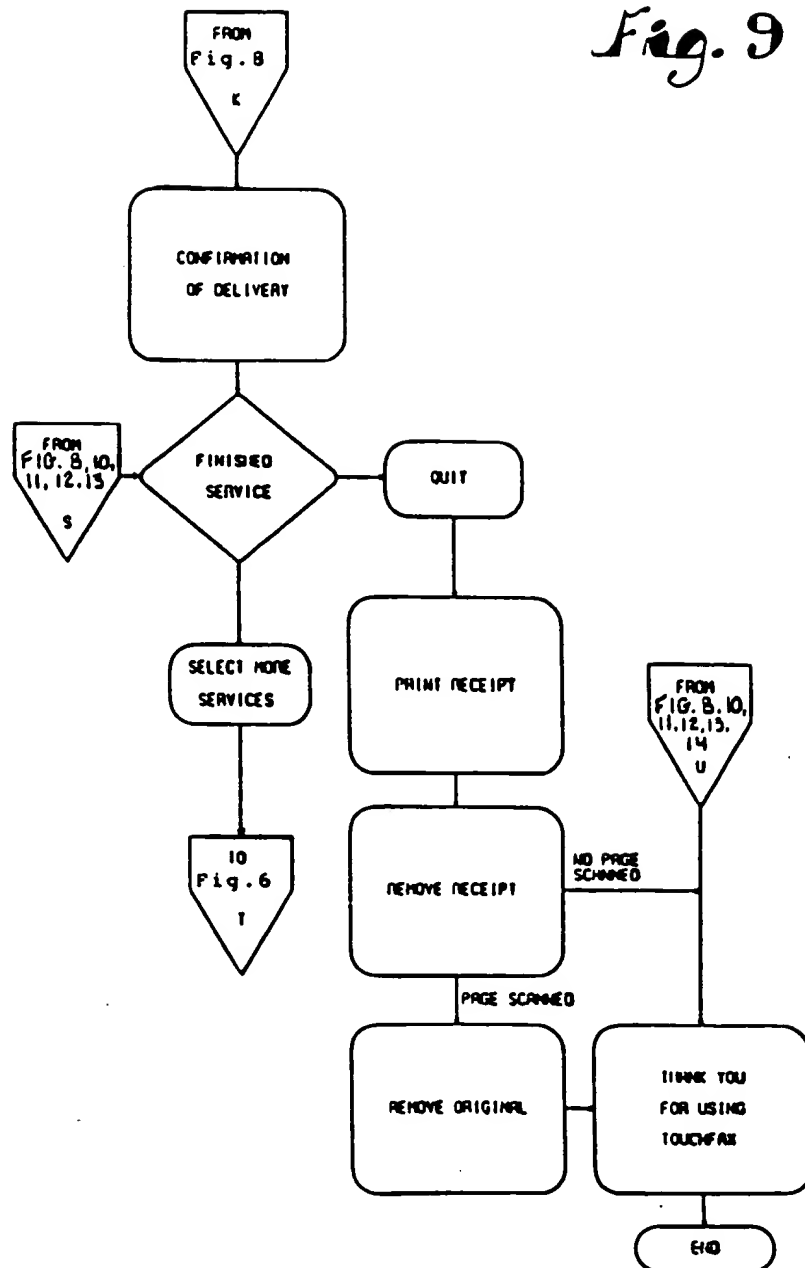 Fig. 9
FROM
Fig. 8
K
CONFIRMATION
OF DELIVERY
FROM
FIG. 8, 10,
11, 12, 13
S
FINISHED
SERVICE
QUIT
SELECT MORE
SERVICES
PRINT RECEIPT
FROM
FIG. 8, 10,
11, 12, 13,
14
U
TO
Fig. 6
T
REMOVE RECEIPT
NO PAGE
SCANNED
PAGE SCANNED
REMOVE ORIGINAL
THANK YOU
FOR USING
TOUCHFAX
END